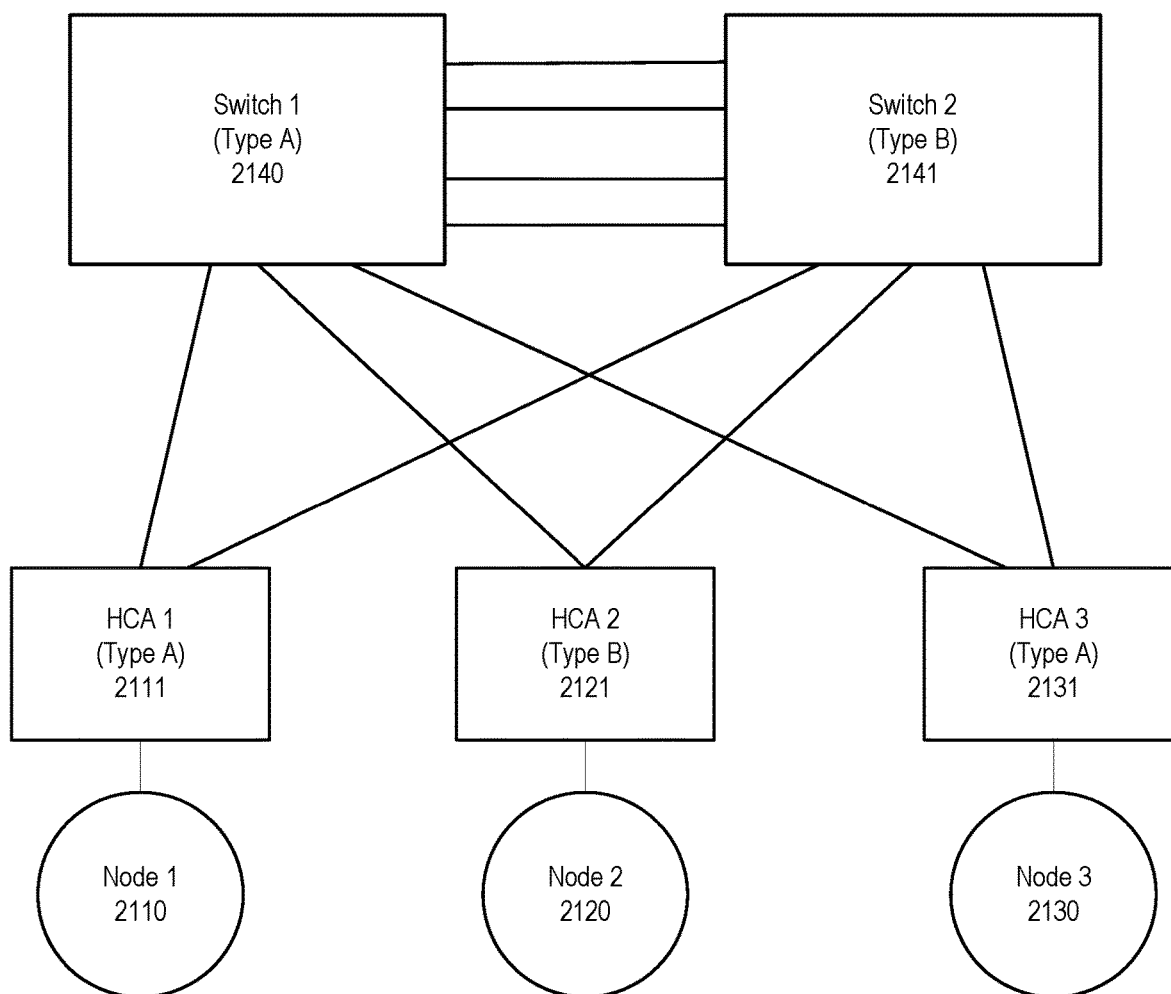 Switch 1
(Type A)
2140
Switch 2
(Type B)
2141
HCA 1
(Type A)
2111
HCA 2
(Type B)
2121
HCA 3
(Type A)
2131
Node 1
2110
Node 2
2120
Node 3
2130